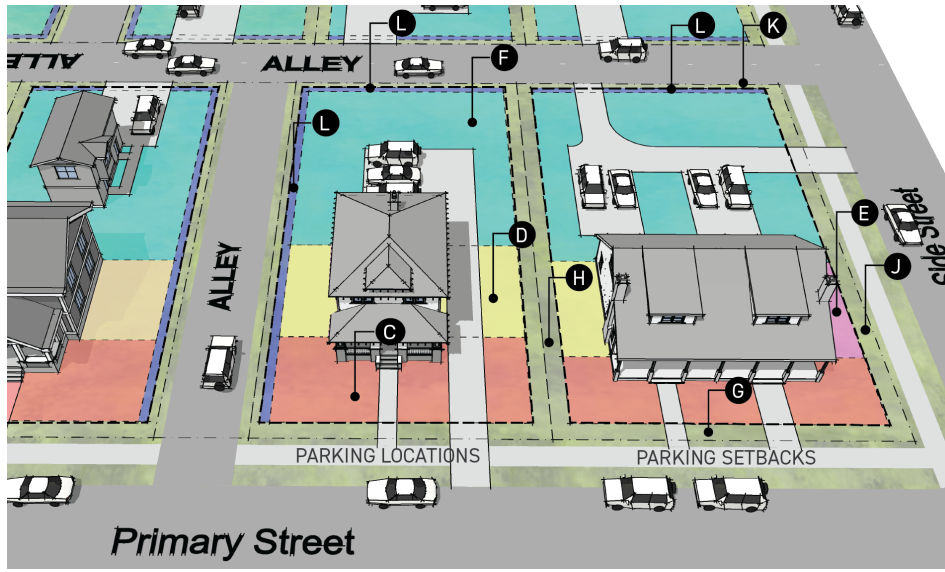 L
L
K
F
ALLEY
ALLEY
L
E
D
Side Street
J
ALLEY
H
C
G
PARKING LOCATIONS
PARKING SETBACKS
Primary Street